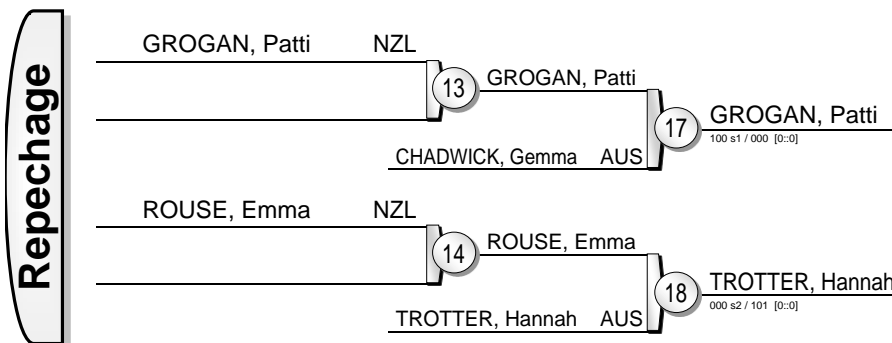 Repechage
GROGAN, Patti NZL
13
GROGAN, Patti
17
GROGAN, Patti
100 s1 / 000 [0::0]
CHADWICK, Gemma AUS
ROUSE, Emma NZL
14
ROUSE, Emma
18
TROTTER, Hannah
000 s2 / 101 [0::0]
TROTTER, Hannah AUS